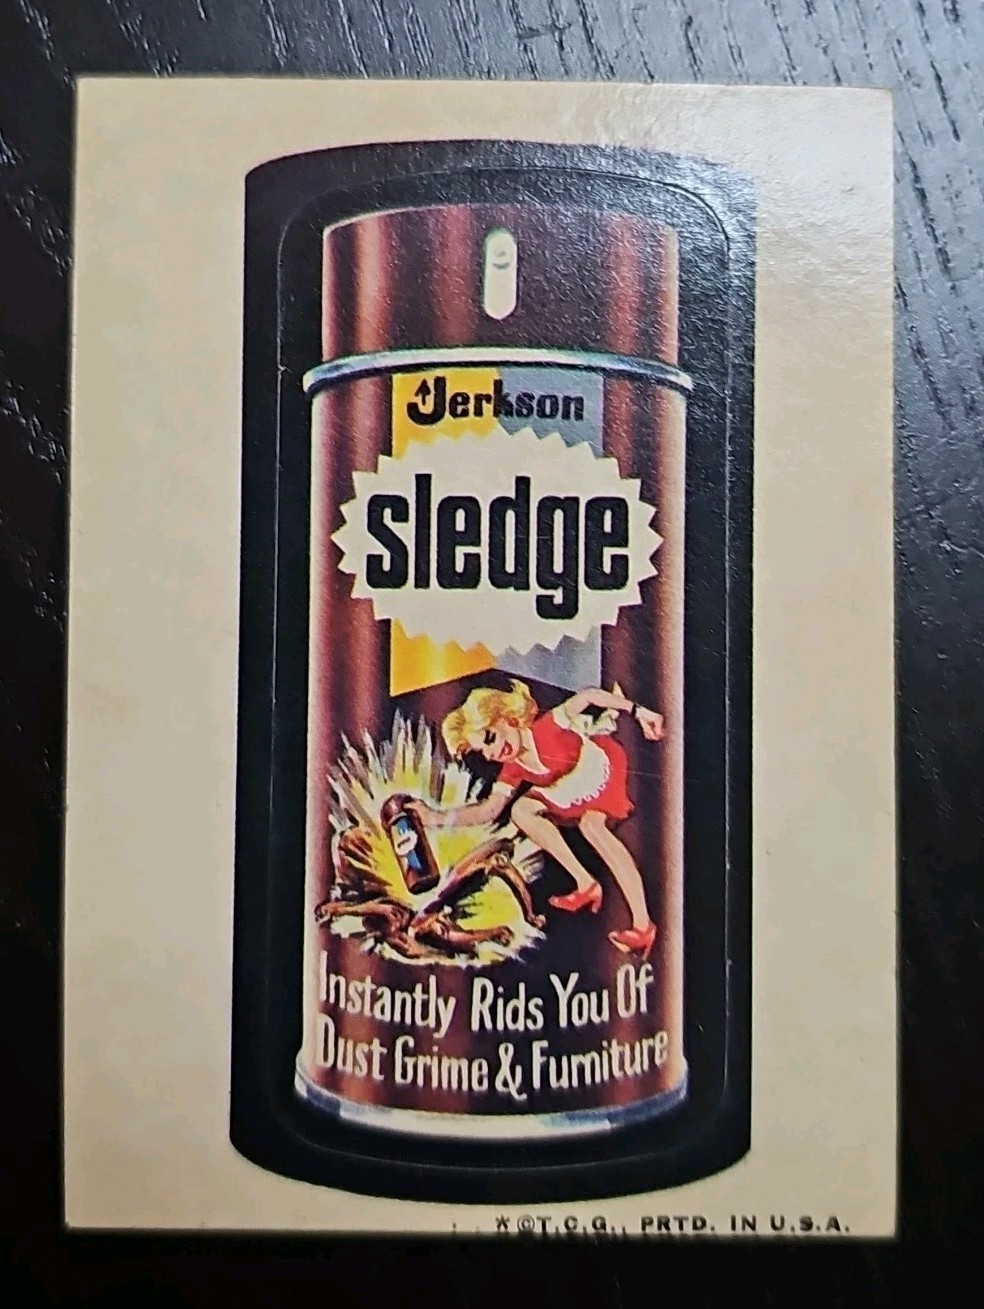 Jerkson
sledge
Instantly Rids You Of
Dust Grime & Furniture
*©T.C.G., PRTD. IN U.S.A.